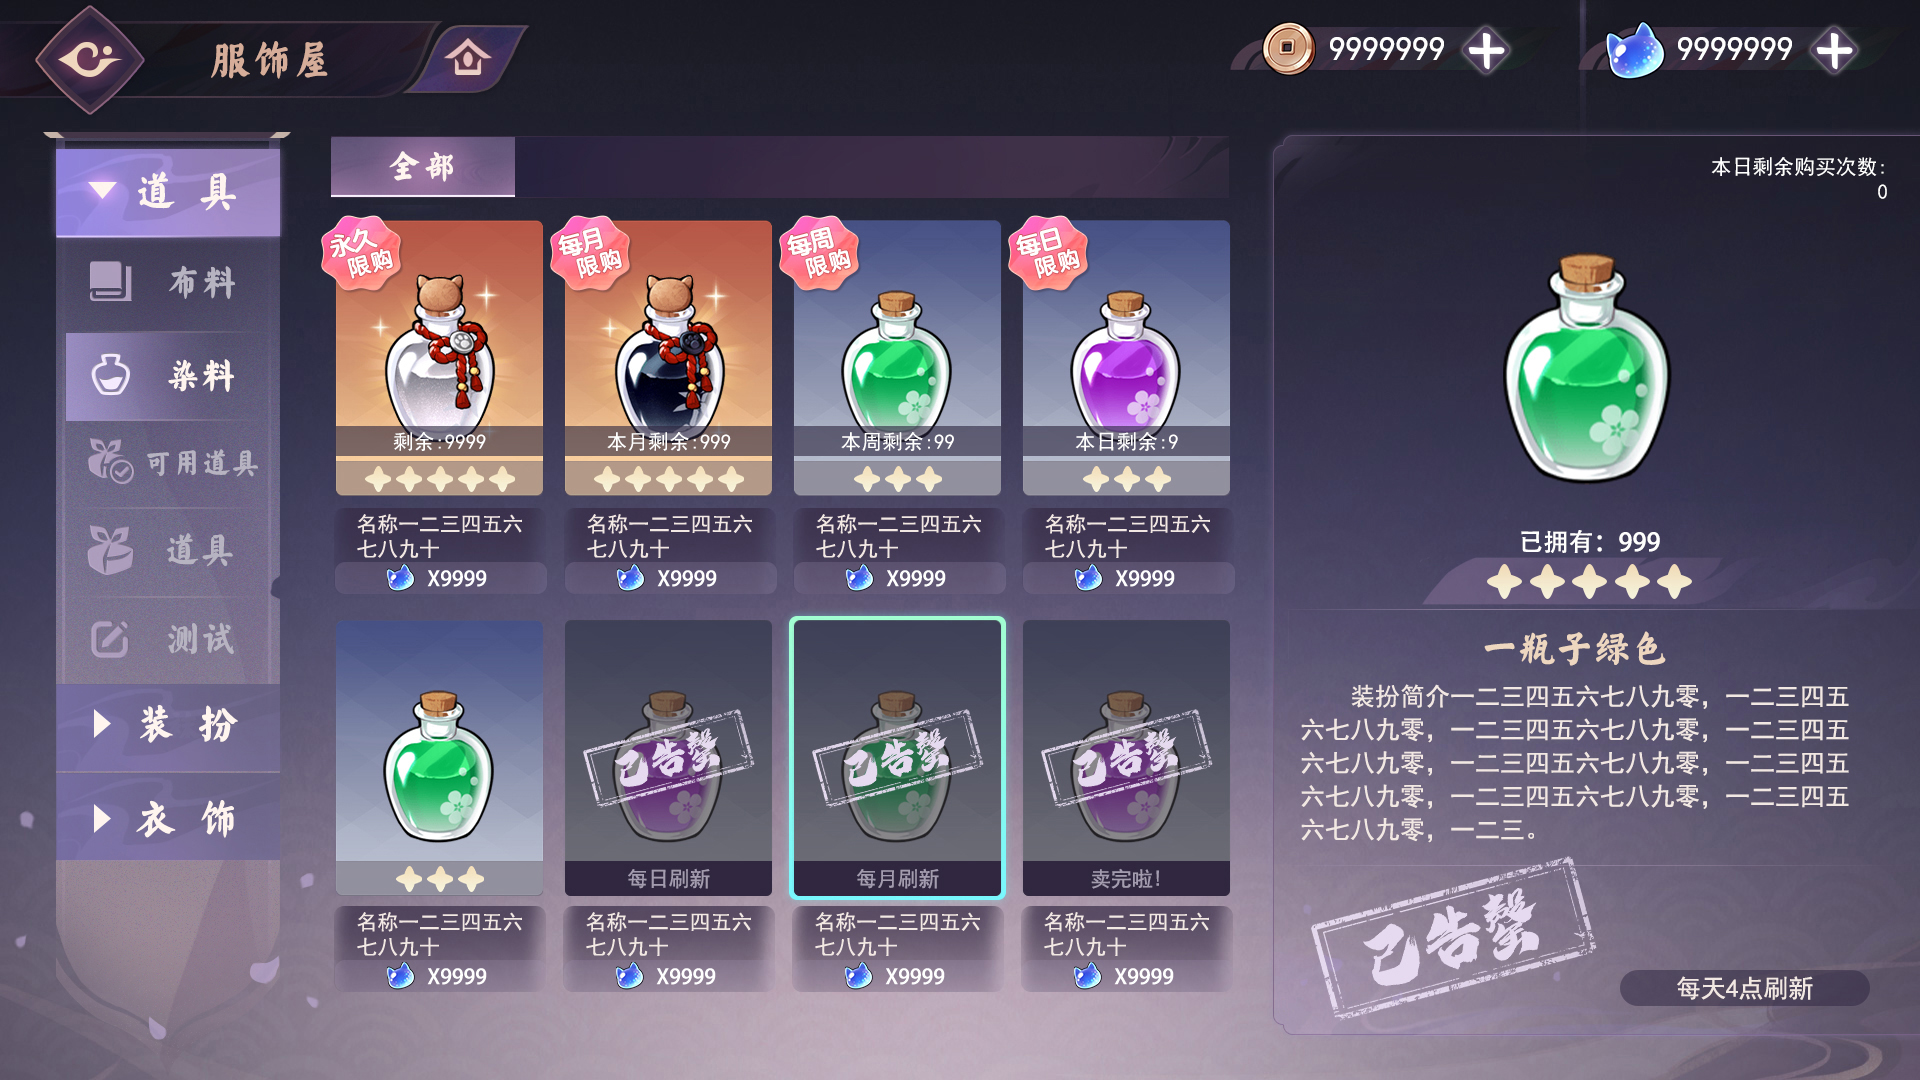 服饰屋
9999999
9999999
道具
布料
染料
可用道具
道具
测试
装扮
衣饰
全部
永久
限购
剩余:9999
名称一二三四五六
七八九十
X9999
每月
限购
本月剩余:999
名称一二三四五六
七八九十
X9999
每周
限购
本周剩余:99
名称一二三四五六
七八九十
X9999
每日
限购
本日剩余:9
名称一二三四五六
七八九十
X9999
名称一二三四五六
七八九十
X9999
已告罄
每日刷新
名称一二三四五六
七八九十
X9999
已告罄
每月刷新
名称一二三四五六
七八九十
X9999
已告罄
卖完啦!
名称一二三四五六
七八九十
X9999
本日剩余购买次数:
0
已拥有：999
一瓶子绿色
装扮简介一二三四五六七八九零，一二三四五
六七八九零，一二三四五六七八九零，一二三四五
六七八九零，一二三四五六七八九零，一二三四五
六七八九零，一二三四五六七八九零，一二三四五
六七八九零，一二三。
已告罄
每天4点刷新